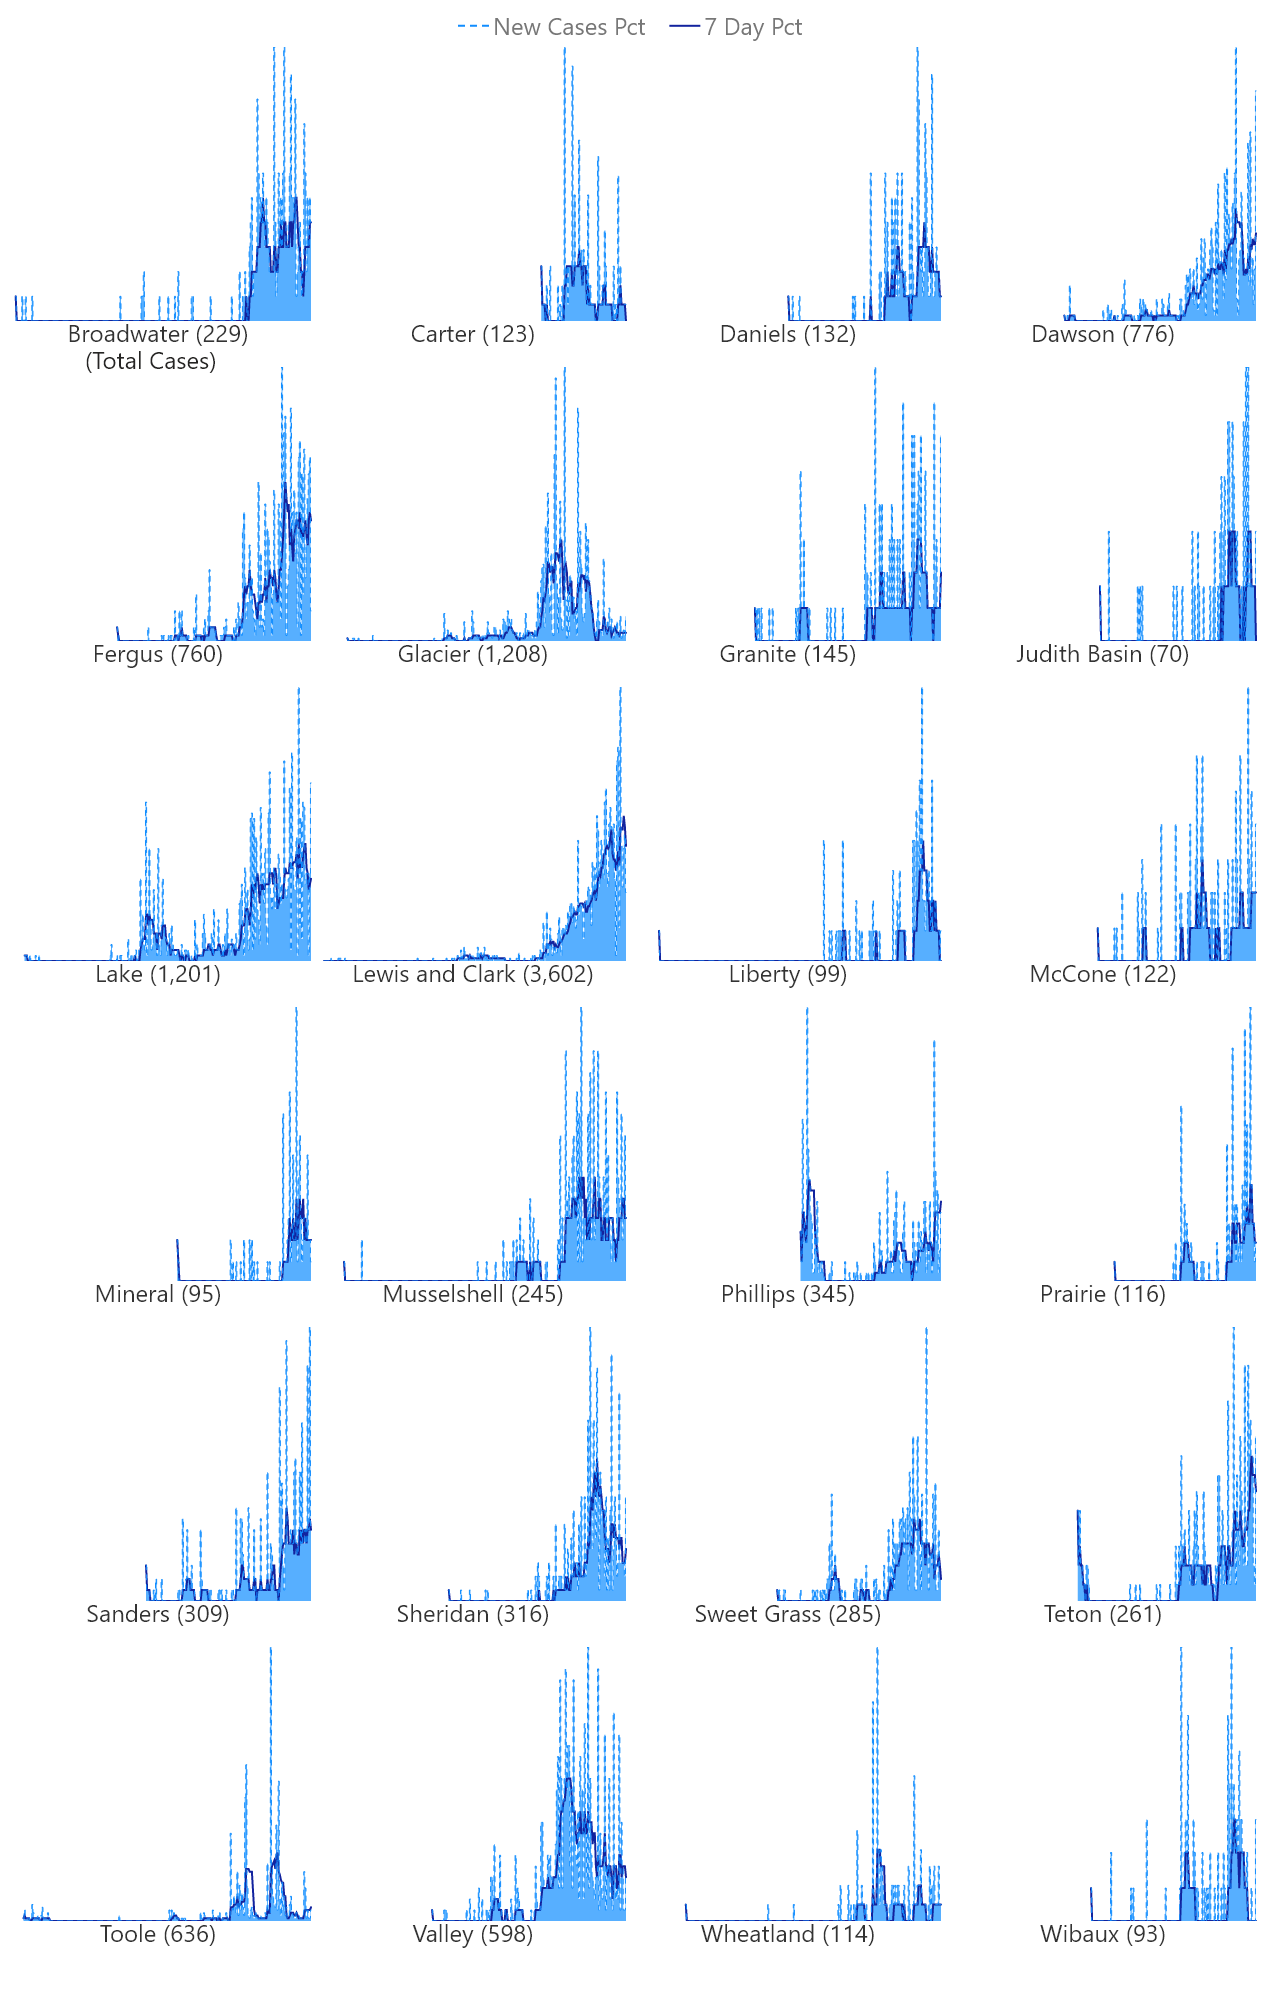 New Cases Pct 7 Day Pct
Broadwater (229) Carter (123) Daniels (132) Dawson (776)
(Total Cases)
Fergus (760) Glacier (1,208) Granite (145) Judith Basin (70)
Lake (1,201) Lewis and Clark (3,602) Liberty (99) McCone (122)
Mineral (95) Musselshell (245) Phillips (345) Prairie (116)
Sanders (309) Sheridan (316) Sweet Grass (285) Teton (261)
Toole (636) Valley (598) Wheatland (114) Wibaux (93)